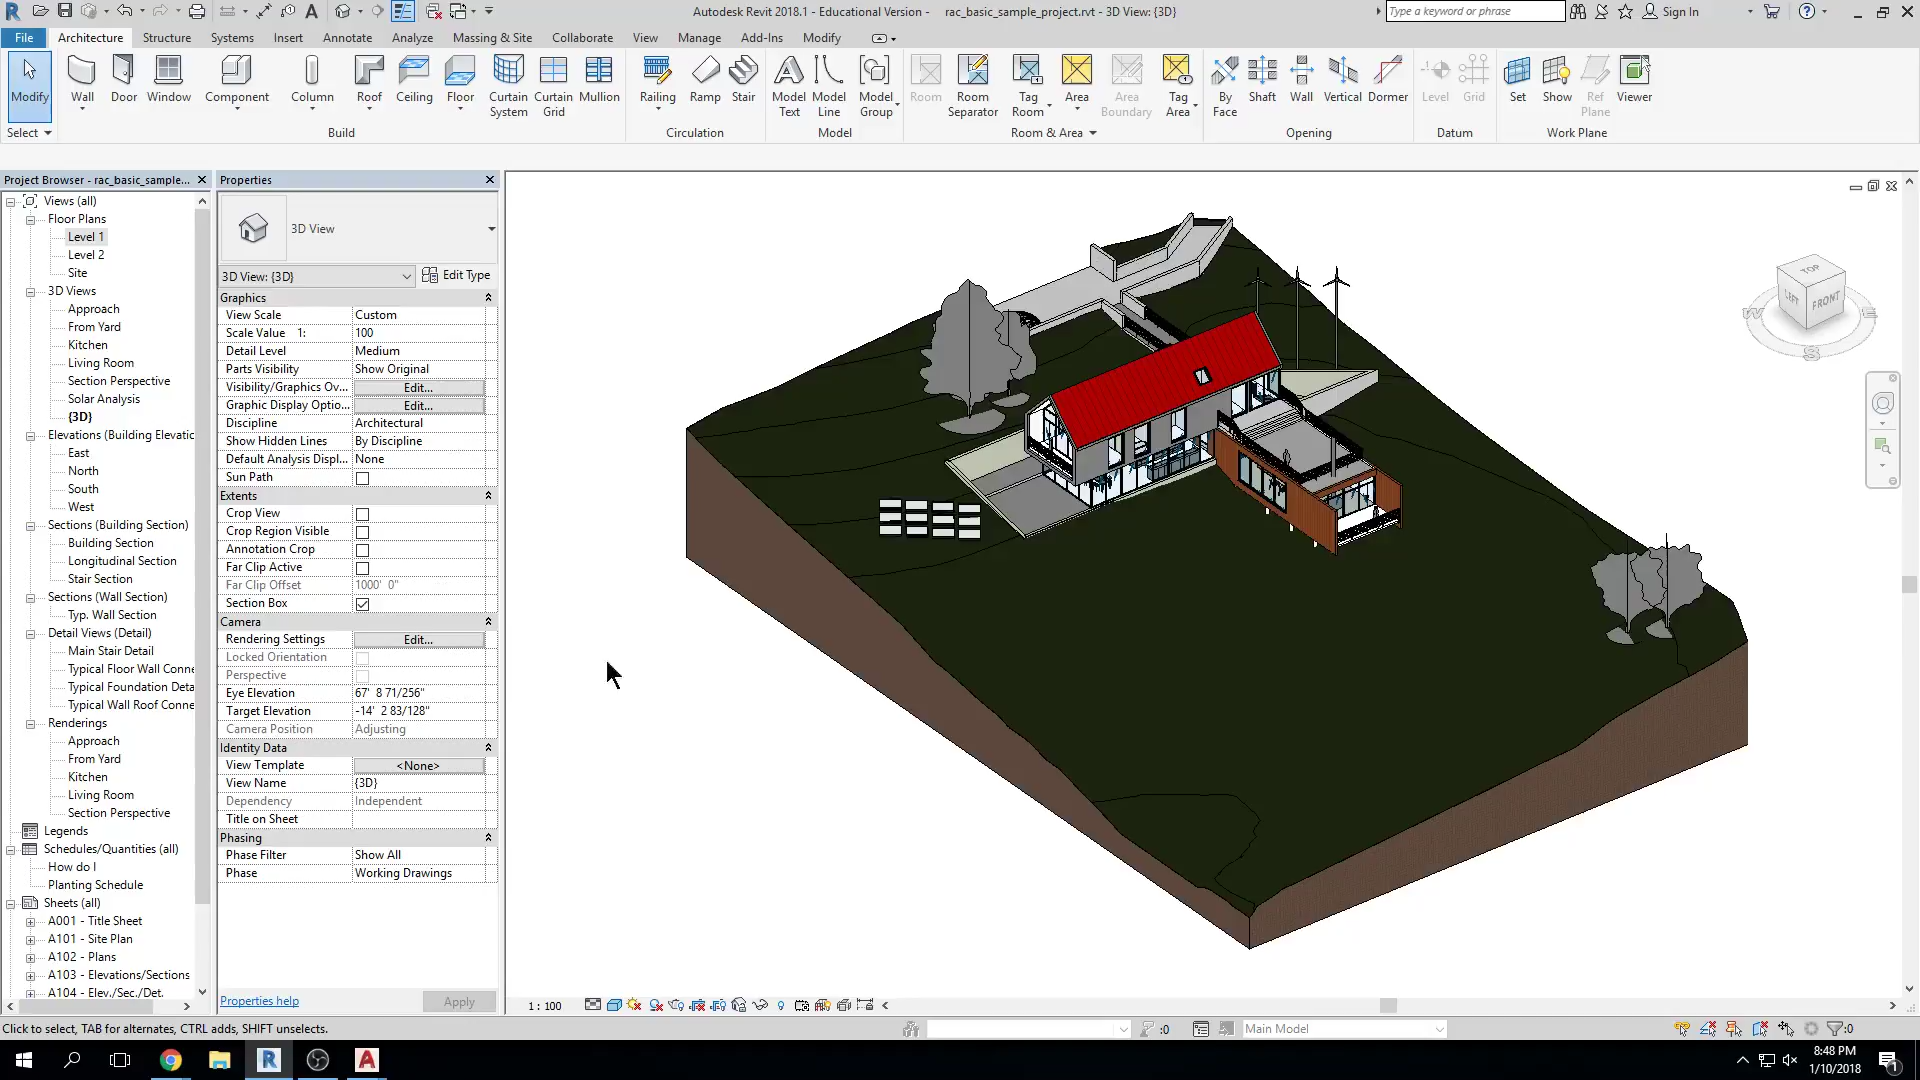 Autodesk Revit 2018.1 - Educational Version - rac_basic_sample_project.rvt - 3D View: {3D}
Type a keyword or phrase
Sign In
File Architecture Structure Systems Insert Annotate Analyze Massing & Site Collaborate View Manage Add-Ins Modify
Modify Wall Door Window Component Column Roof Ceiling Floor Curtain System Curtain Grid Mullion Railing Ramp Stair Model Text Model Line Model Group Room Room Separator Tag Room Area Area Boundary Tag Area By Face Shaft Wall Vertical Dormer Level Grid Set Show Ref Plane Viewer
Select Build Circulation Model Room & Area Opening Datum Work Plane
Project Browser - rac_basic_sample...
Views (all)
Floor Plans
Level 1
Level 2
Site
3D Views
Approach
From Yard
Kitchen
Living Room
Section Perspective
Solar Analysis
{3D}
Elevations (Building Elevatic
East
North
South
West
Sections (Building Section)
Building Section
Longitudinal Section
Stair Section
Sections (Wall Section)
Typ. Wall Section
Detail Views (Detail)
Main Stair Detail
Typical Floor Wall Conne
Typical Foundation Deta
Typical Wall Roof Conne
Renderings
Approach
From Yard
Kitchen
Living Room
Section Perspective
Legends
Schedules/Quantities (all)
How do I
Planting Schedule
Sheets (all)
A001 - Title Sheet
A101 - Site Plan
A102 - Plans
A103 - Elevations/Sections
A104 - Elev./Sec./Det.
Properties
3D View
3D View: {3D} Edit Type
Graphics
View Scale Custom
Scale Value 1: 100
Detail Level Medium
Parts Visibility Show Original
Visibility/Graphics Ov... Edit...
Graphic Display Optio... Edit...
Discipline Architectural
Show Hidden Lines By Discipline
Default Analysis Displ... None
Sun Path
Extents
Crop View
Crop Region Visible
Annotation Crop
Far Clip Active
Far Clip Offset 1000' 0"
Section Box
Camera
Rendering Settings Edit...
Locked Orientation
Perspective
Eye Elevation 67' 8 71/256"
Target Elevation -14' 2 83/128"
Camera Position Adjusting
Identity Data
View Template <None>
View Name {3D}
Dependency Independent
Title on Sheet
Phasing
Phase Filter Show All
Phase Working Drawings
Properties help Apply
TOP
LEFT FRONT
W E
S
1 : 100
Click to select, TAB for alternates, CTRL adds, SHIFT unselects.
:0 Main Model :0
8:48 PM
1/10/2018
1